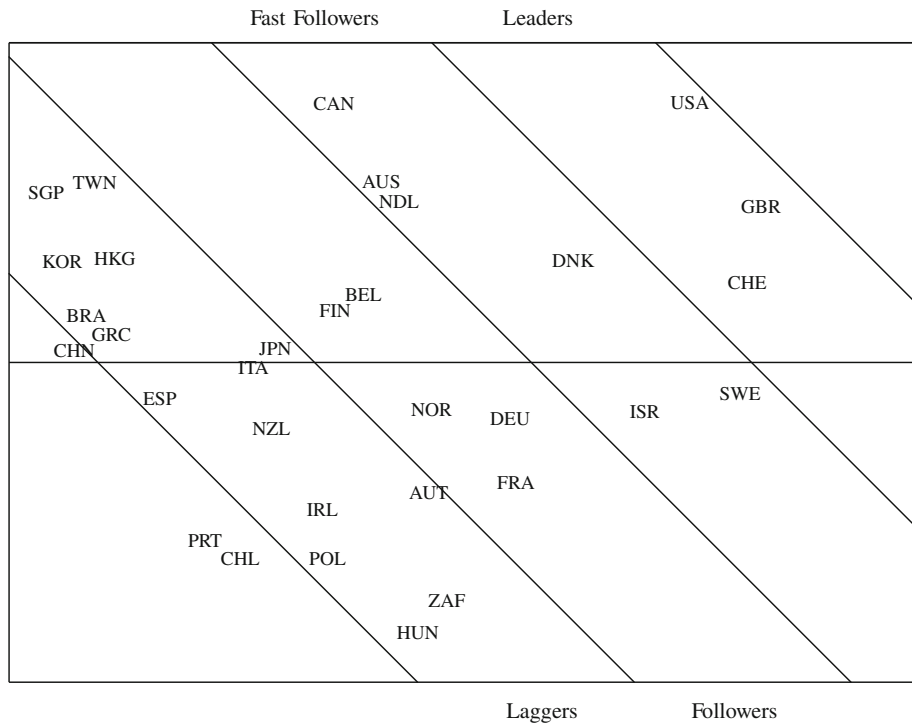 Fast Followers Leaders
CAN
USA
TWN
AUS
SGP
NDL
GBR
KOR
HKG
DNK
CHE
BEL
FIN
BRA
GRC
CHN
JPN
ITA
ESP
SWE
NOR
ISR
DEU
NZL
FRA
AUT
IRL
PRT
CHL
POL
ZAF
HUN
Laggers Followers